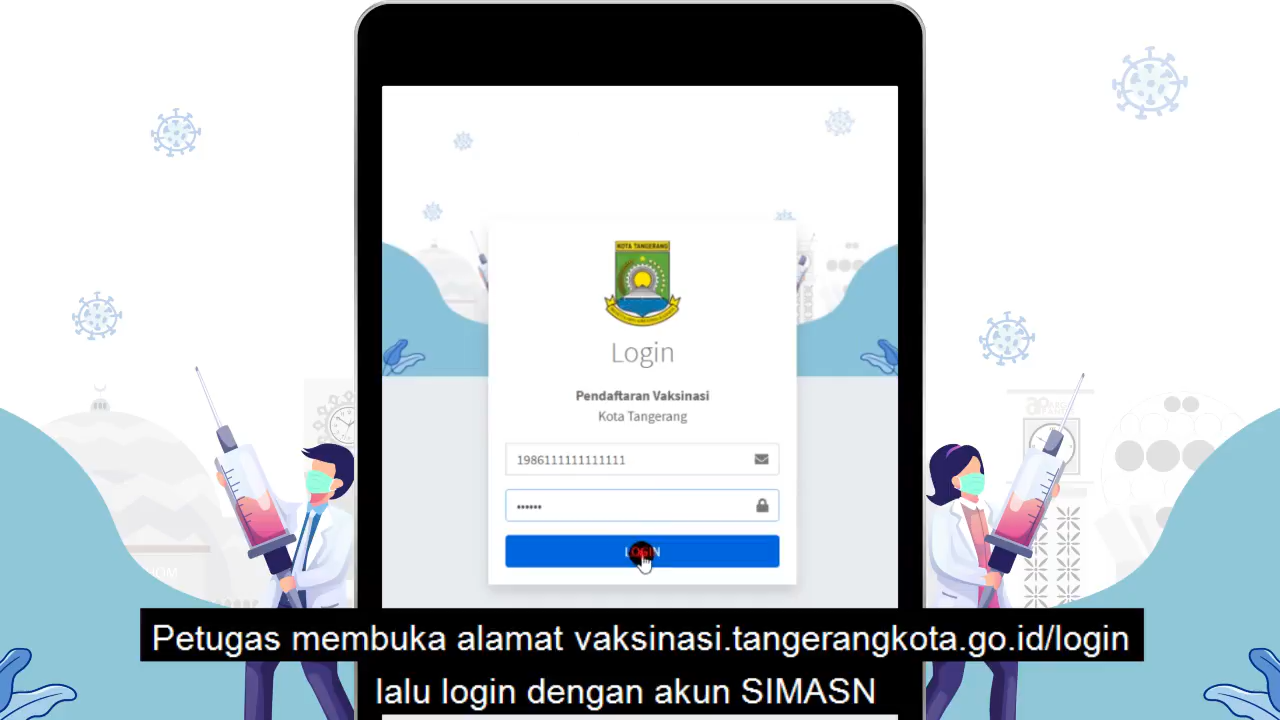 KOTA TANGERANG
Login
Pendaftaran Vaksinasi
Kota Tangerang
1986111111111111
••••••
LOGIN
Petugas membuka alamat vaksinasi.tangerangkota.go.id/login
lalu login dengan akun SIMASN